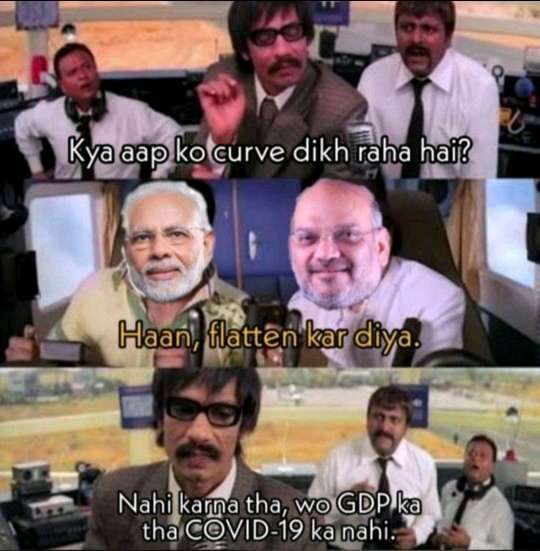 Kya aap ko curve dikh raha hai?
Haan, flatten kar diya.
Nahi karna tha, wo GDP ka
tha COVID-19 ka nahi.